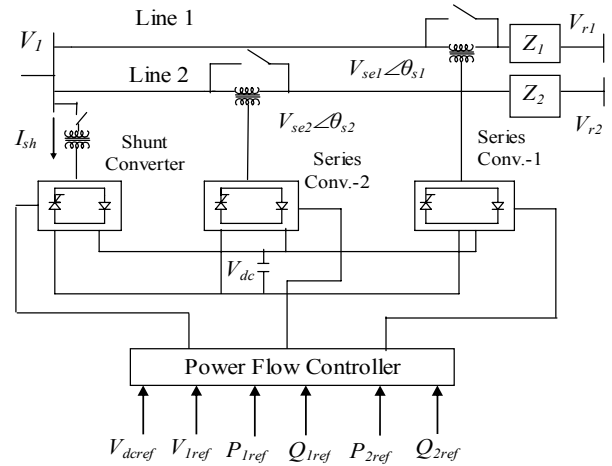 Line 1
V1
Z1
Vr1
Line 2
Vse1∠θs1
Z2
Vr2
Vse2∠θs2
Ish
Shunt
Converter
Series
Conv.-2
Series
Conv.-1
Vdc
Power Flow Controller
Vdcref V1ref P1ref Q1ref P2ref Q2ref